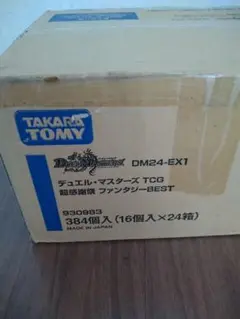 TAKARA
TOMY
DUEL MASTERS DM24-EX1
デュエル・マスターズ TCG
超感謝祭 ファンタジーBEST
930983
384個入（16個入×24箱）
MADE IN JAPAN